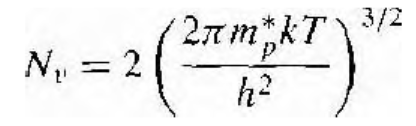 N_v = 2 \left( \frac{2\pi m_p^* kT}{h^2} \right)^{3/2}